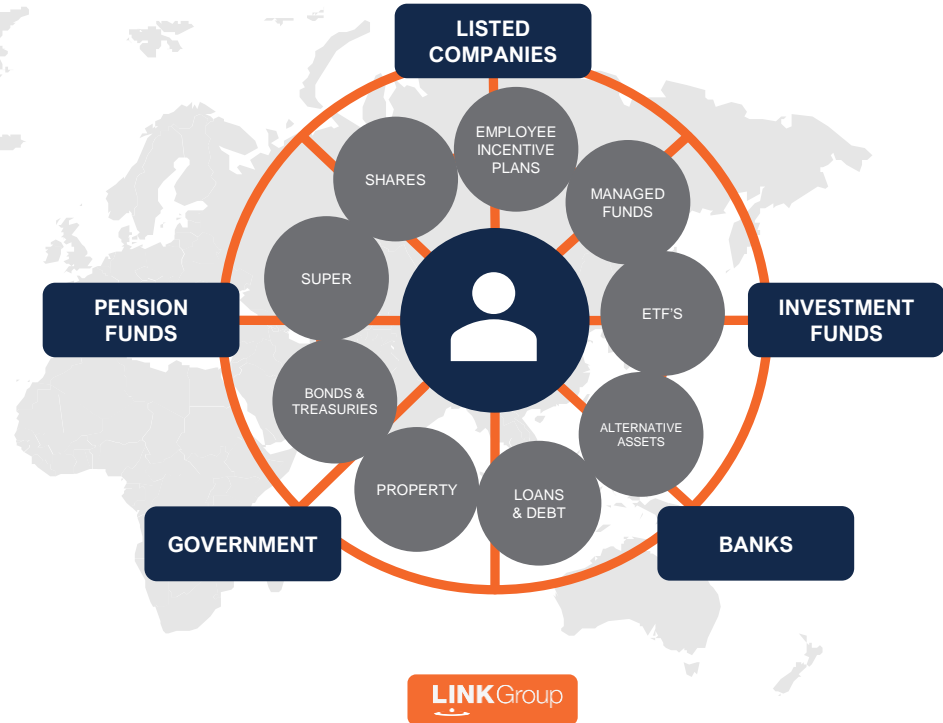 LISTED
COMPANIES
EMPLOYEE
INCENTIVE
PLANS
SHARES
MANAGED
FUNDS
SUPER
ETF'S
PENSION
FUNDS
INVESTMENT
FUNDS
BONDS &
TREASURIES
ALTERNATIVE
ASSETS
PROPERTY
LOANS
& DEBT
GOVERNMENT
BANKS
LINKGroup